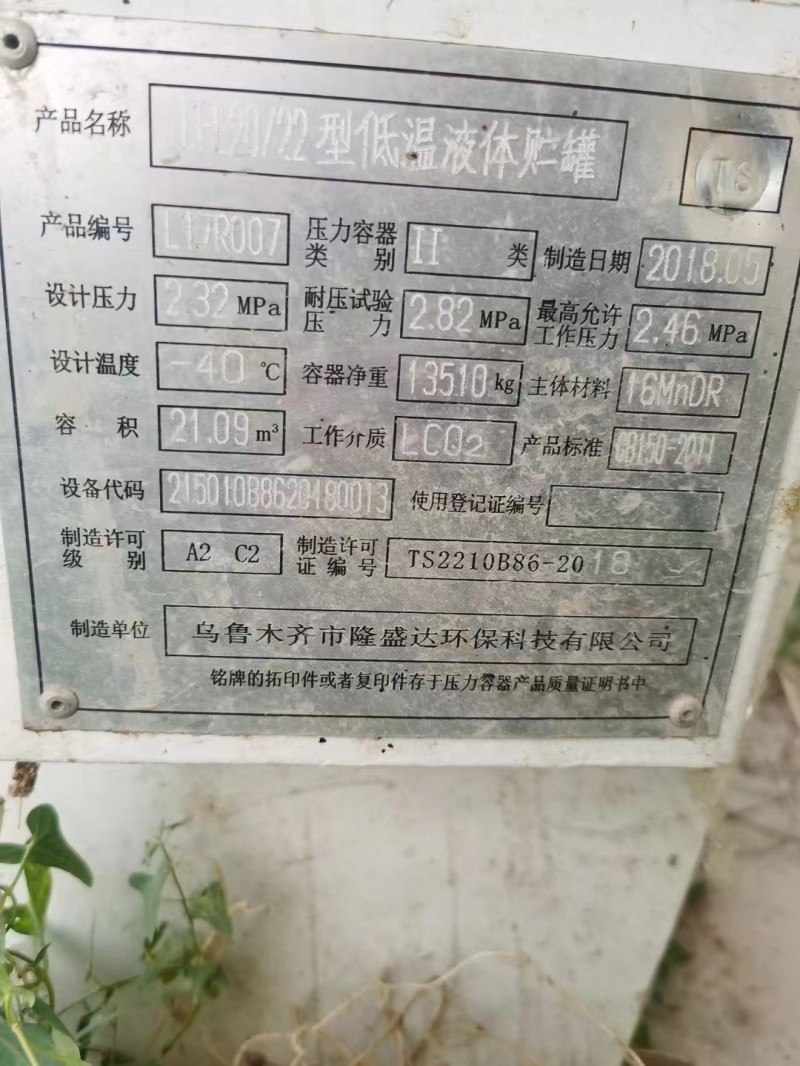 产品名称 20/22型低温液体贮罐 TS
产品编号 L17R007 压力容器类别 II 类 制造日期 2018.05
设计压力 2.32 MPa 耐压试验压力 2.82 MPa 最高允许工作压力 2.46 MPa
设计温度 -40 ℃ 容器净重 13510 kg 主体材料 16MnDR
容积 21.09 m³ 工作介质 LCO2 产品标准 GB150-2011
设备代码 215010B8620180013 使用登记证编号
制造许可级别 A2 C2 制造许可证编号 TS2210B86-2018
制造单位 乌鲁木齐市隆盛达环保科技有限公司
铭牌的拓印件或者复印件存于压力容器产品质量证明书中